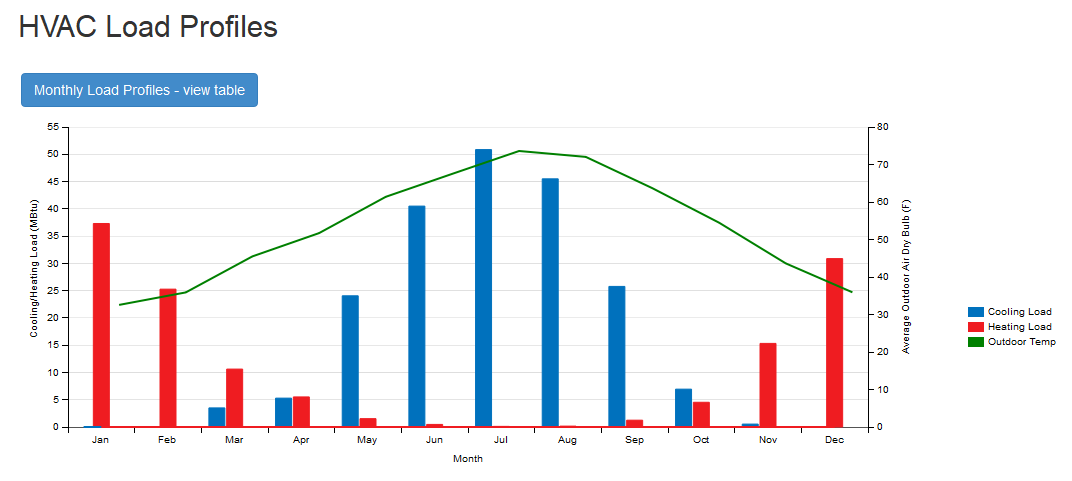 HVAC Load Profiles
Monthly Load Profiles - view table
55
50
45
40
35
30
25
20
15
10
5
0
Cooling/Heating Load (MBtu)
80
70
60
50
40
30
20
10
0
Average Outdoor Air Dry Bulb (F)
Jan Feb Mar Apr May Jun Jul Aug Sep Oct Nov Dec
Month
Cooling Load
Heating Load
Outdoor Temp